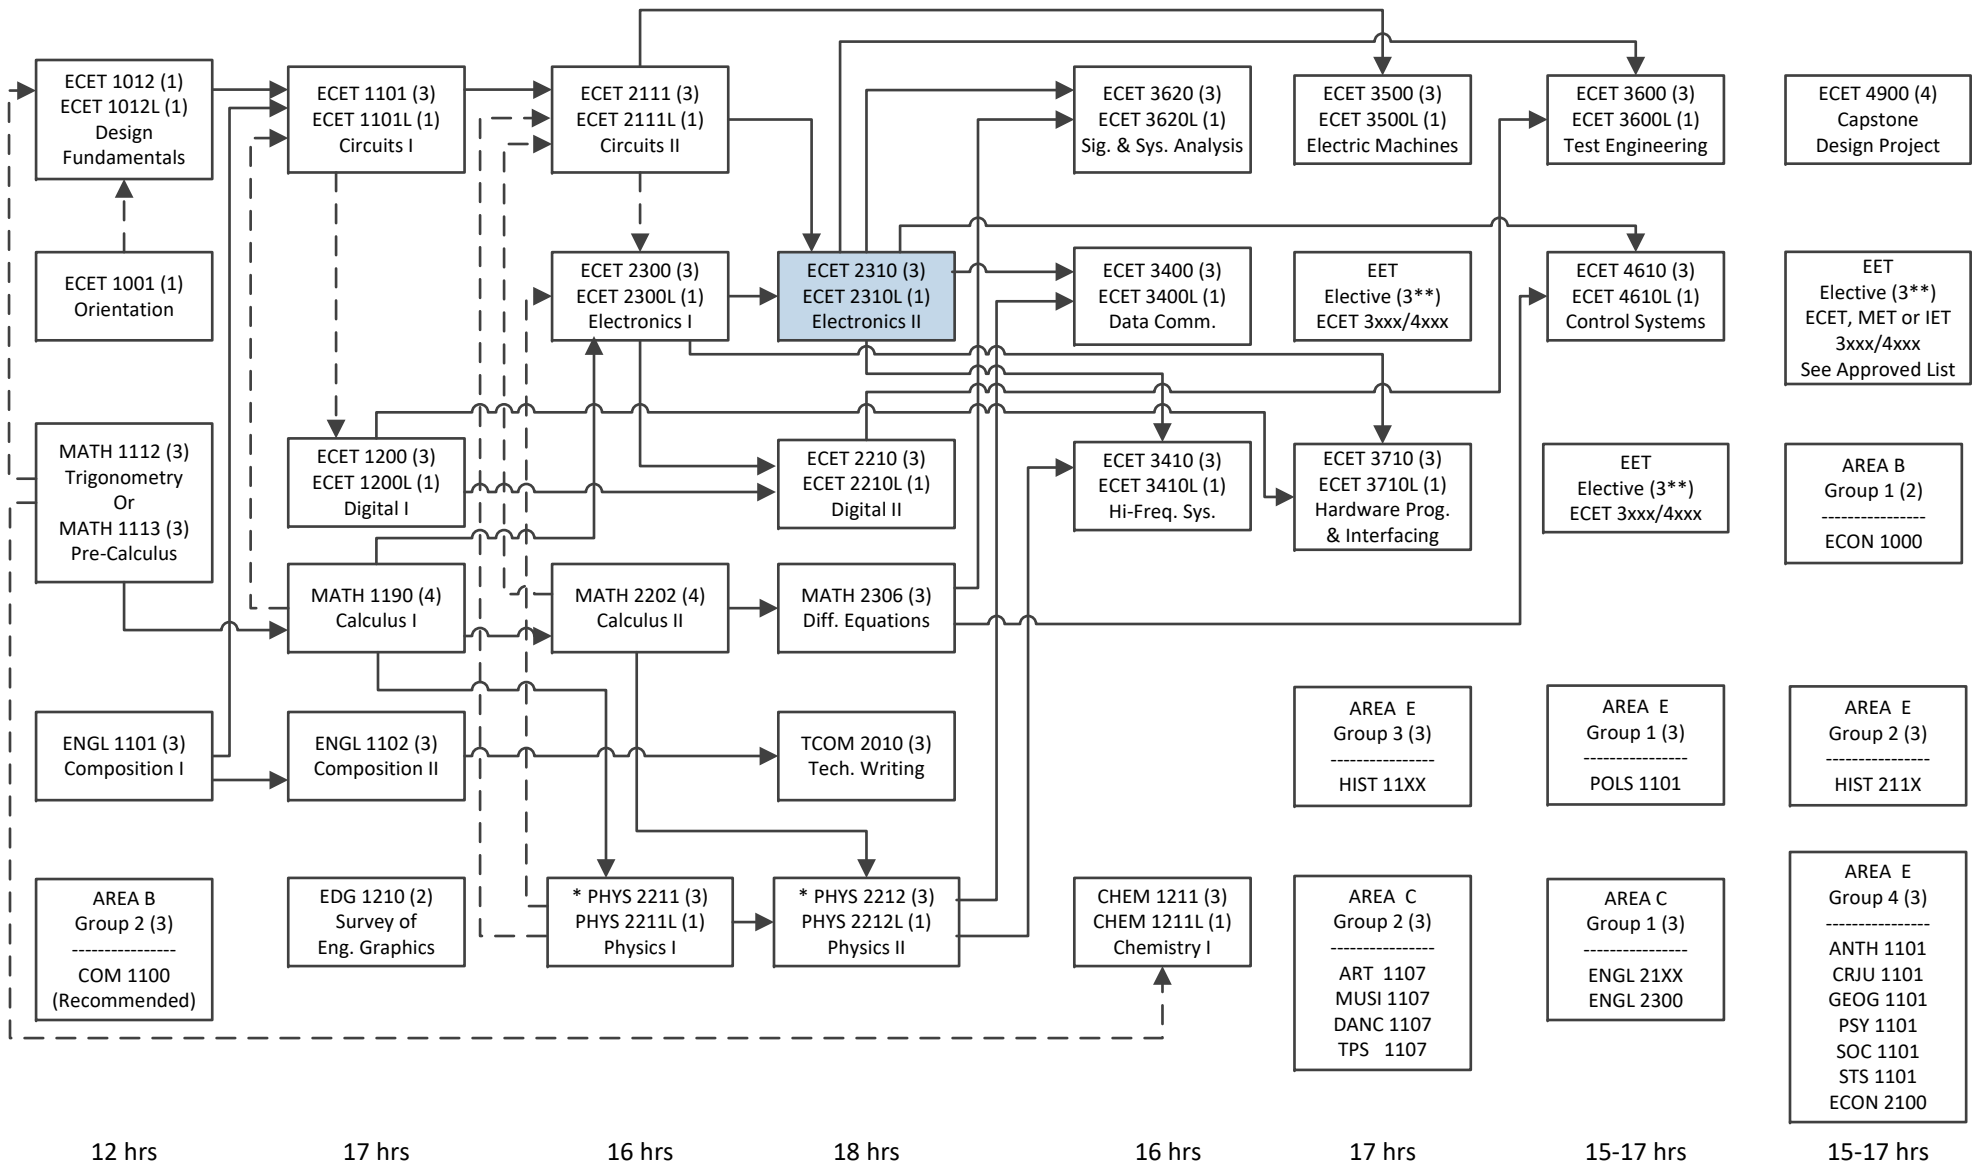 ECET 1012 (1)
ECET 1012L (1)
Design
Fundamentals
ECET 1101 (3)
ECET 1101L (1)
Circuits I
ECET 2111 (3)
ECET 2111L (1)
Circuits II
ECET 3620 (3)
ECET 3620L (1)
Sig. & Sys. Analysis
ECET 3500 (3)
ECET 3500L (1)
Electric Machines
ECET 3600 (3)
ECET 3600L (1)
Test Engineering
ECET 4900 (4)
Capstone
Design Project
ECET 1001 (1)
Orientation
ECET 2300 (3)
ECET 2300L (1)
Electronics I
ECET 2310 (3)
ECET 2310L (1)
Electronics II
ECET 3400 (3)
ECET 3400L (1)
Data Comm.
EET
Elective (3**)
ECET 3xxx/4xxx
ECET 4610 (3)
ECET 4610L (1)
Control Systems
EET
Elective (3**)
ECET, MET or IET
3xxx/4xxx
See Approved List
MATH 1112 (3)
Trigonometry
Or
MATH 1113 (3)
Pre-Calculus
ECET 1200 (3)
ECET 1200L (1)
Digital I
ECET 2210 (3)
ECET 2210L (1)
Digital II
ECET 3410 (3)
ECET 3410L (1)
Hi-Freq. Sys.
ECET 3710 (3)
ECET 3710L (1)
Hardware Prog.
& Interfacing
EET
Elective (3**)
ECET 3xxx/4xxx
AREA B
Group 1 (2)
----------------
ECON 1000
MATH 1190 (4)
Calculus I
MATH 2202 (4)
Calculus II
MATH 2306 (3)
Diff. Equations
ENGL 1101 (3)
Composition I
ENGL 1102 (3)
Composition II
TCOM 2010 (3)
Tech. Writing
AREA E
Group 3 (3)
----------------
HIST 11XX
AREA E
Group 1 (3)
----------------
POLS 1101
AREA E
Group 2 (3)
----------------
HIST 211X
AREA B
Group 2 (3)
----------------
COM 1100
(Recommended)
EDG 1210 (2)
Survey of
Eng. Graphics
* PHYS 2211 (3)
PHYS 2211L (1)
Physics I
* PHYS 2212 (3)
PHYS 2212L (1)
Physics II
CHEM 1211 (3)
CHEM 1211L (1)
Chemistry I
AREA C
Group 2 (3)
----------------
ART 1107
MUSI 1107
DANC 1107
TPS 1107
AREA C
Group 1 (3)
----------------
ENGL 21XX
ENGL 2300
AREA E
Group 4 (3)
----------------
ANTH 1101
CRJU 1101
GEOG 1101
PSY 1101
SOC 1101
STS 1101
ECON 2100
12 hrs
17 hrs
16 hrs
18 hrs
16 hrs
17 hrs
15-17 hrs
15-17 hrs